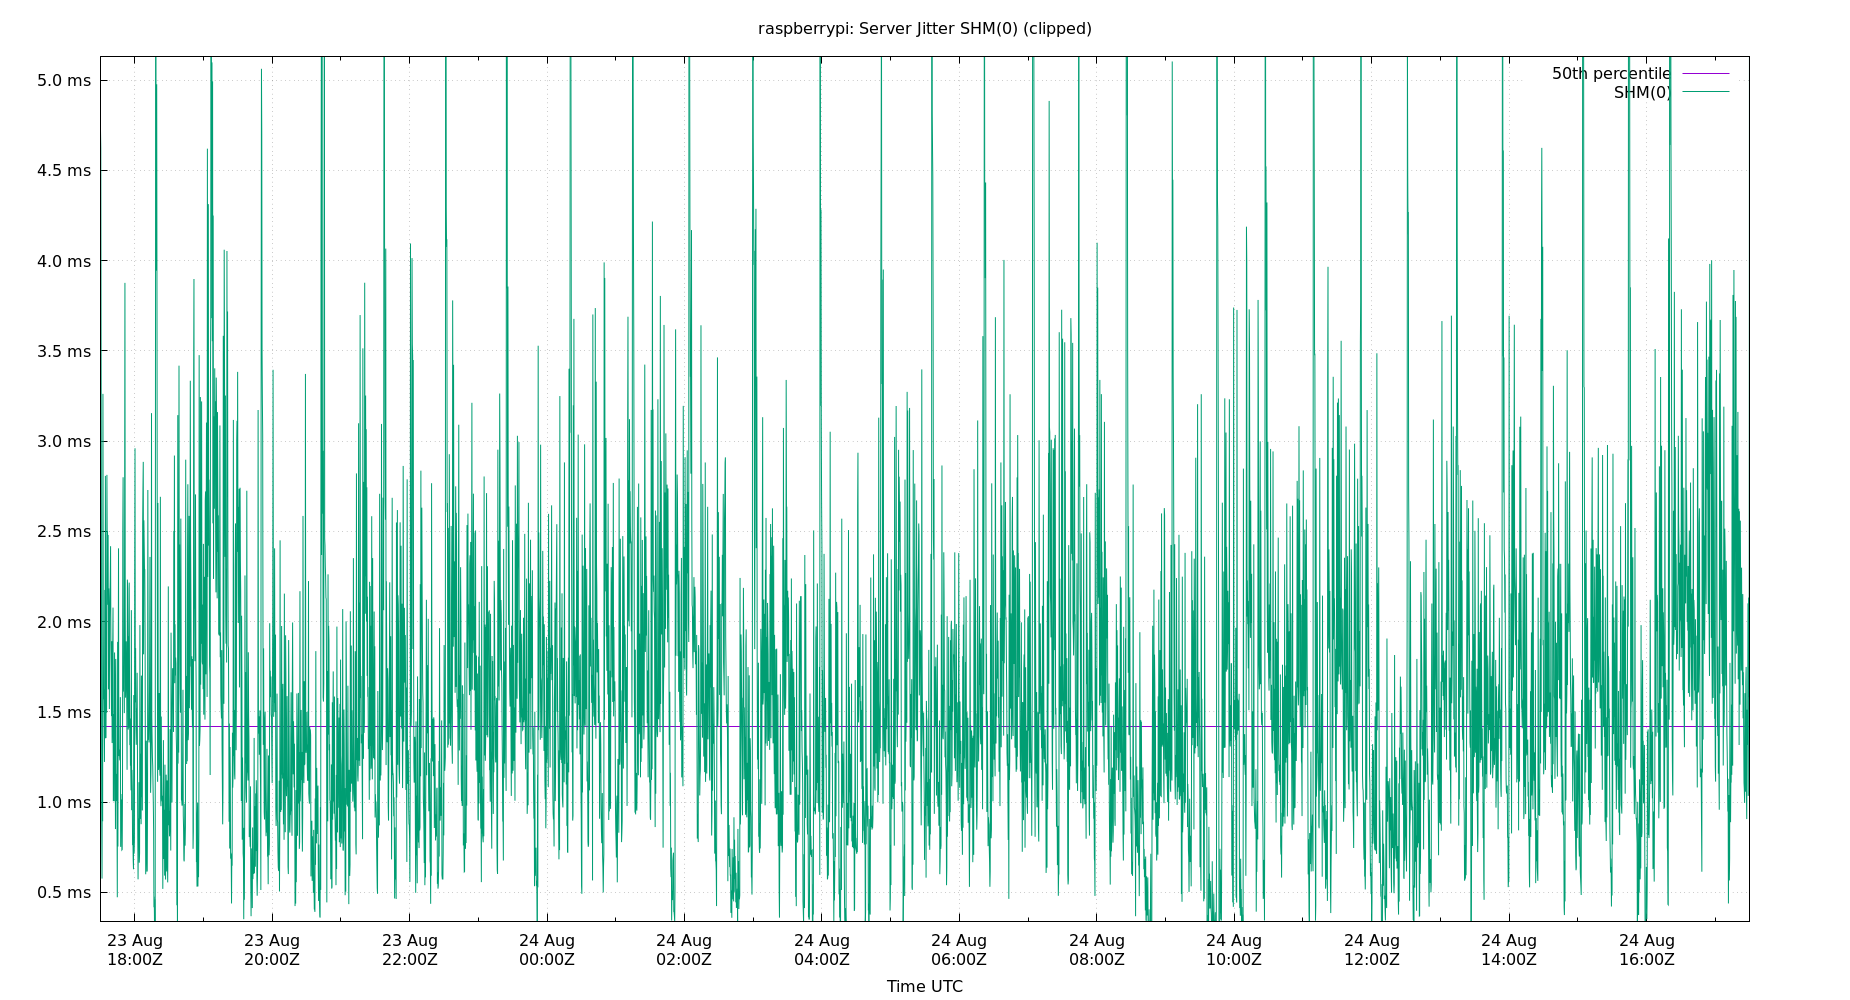 raspberrypi: Server Jitter SHM(0) (clipped)
50th percentile
SHM(0)
5.0 ms
4.5 ms
4.0 ms
3.5 ms
3.0 ms
2.5 ms
2.0 ms
1.5 ms
1.0 ms
0.5 ms
23 Aug 23 Aug 23 Aug 24 Aug 24 Aug 24 Aug 24 Aug 24 Aug 24 Aug 24 Aug 24 Aug 24 Aug
18:00Z 20:00Z 22:00Z 00:00Z 02:00Z 04:00Z 06:00Z 08:00Z 10:00Z 12:00Z 14:00Z 16:00Z
Time UTC